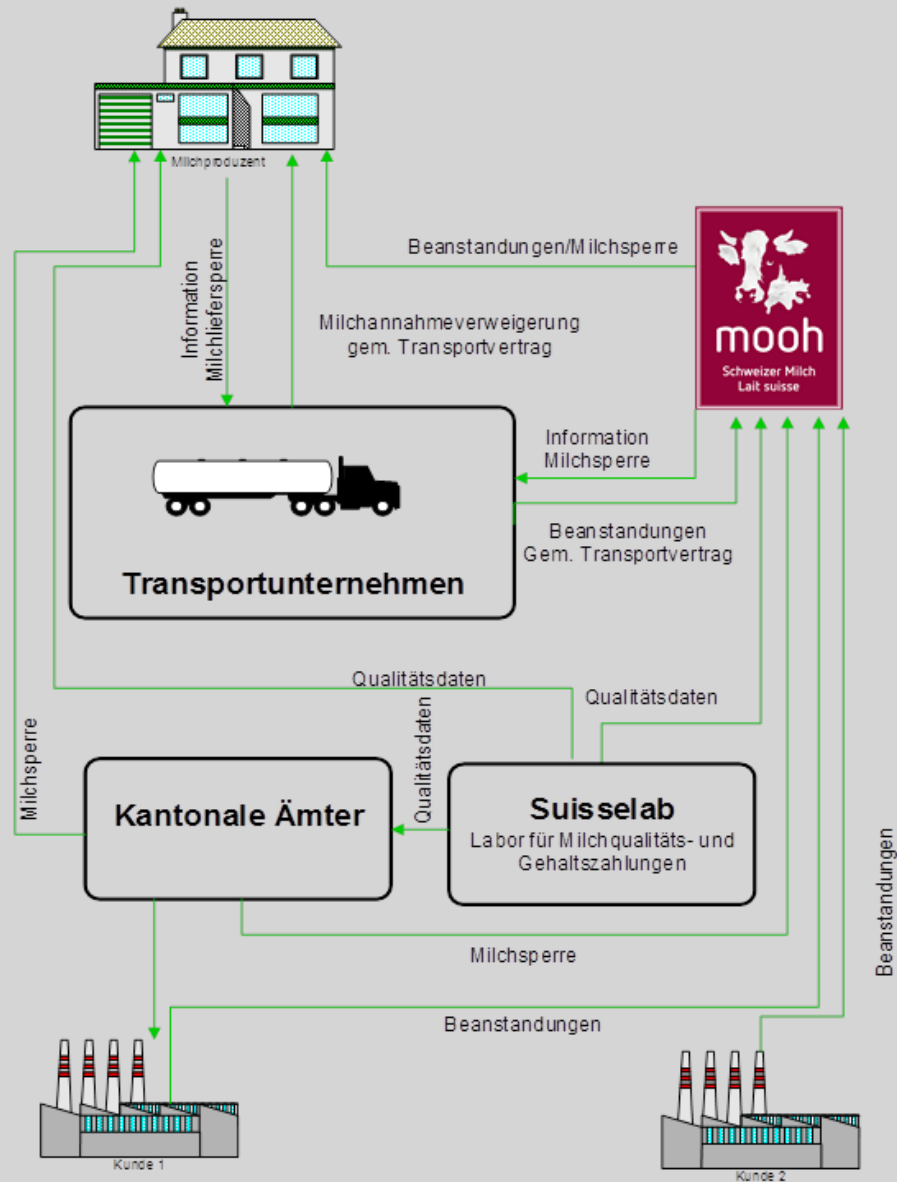 Milchproduzent
Beanstandungen/Milchsperre
Information
Milchliefersperre
Milchannahmeverweigerung
gem. Transportvertrag
mooh
Schweizer Milch
Lait suisse
Information
Milchsperre
Beanstandungen
Gem. Transportvertrag
Transportunternehmen
Qualitätsdaten
Qualitätsdaten
Milchsperre
Qualitätsdaten
Kantonale Ämter
Suisselab
Labor für Milchqualitäts- und
Gehaltszahlungen
Beanstandungen
Milchsperre
Beanstandungen
Kunde 1
Kunde 2